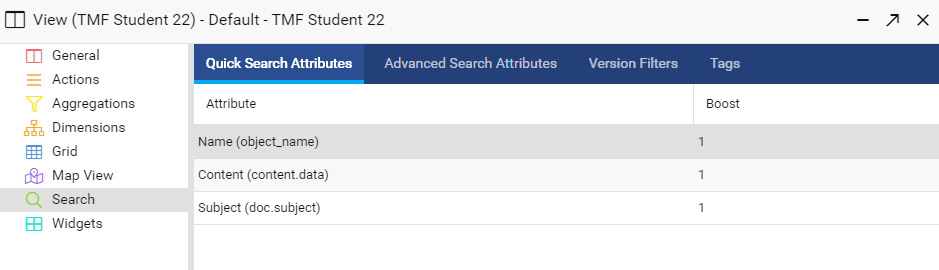 View (TMF Student 22) - Default - TMF Student 22
General
Actions
Aggregations
Dimensions
Grid
Map View
Search
Widgets
Quick Search Attributes Advanced Search Attributes Version Filters Tags
Attribute Boost
Name (object_name) 1
Content (content.data) 1
Subject (doc.subject) 1